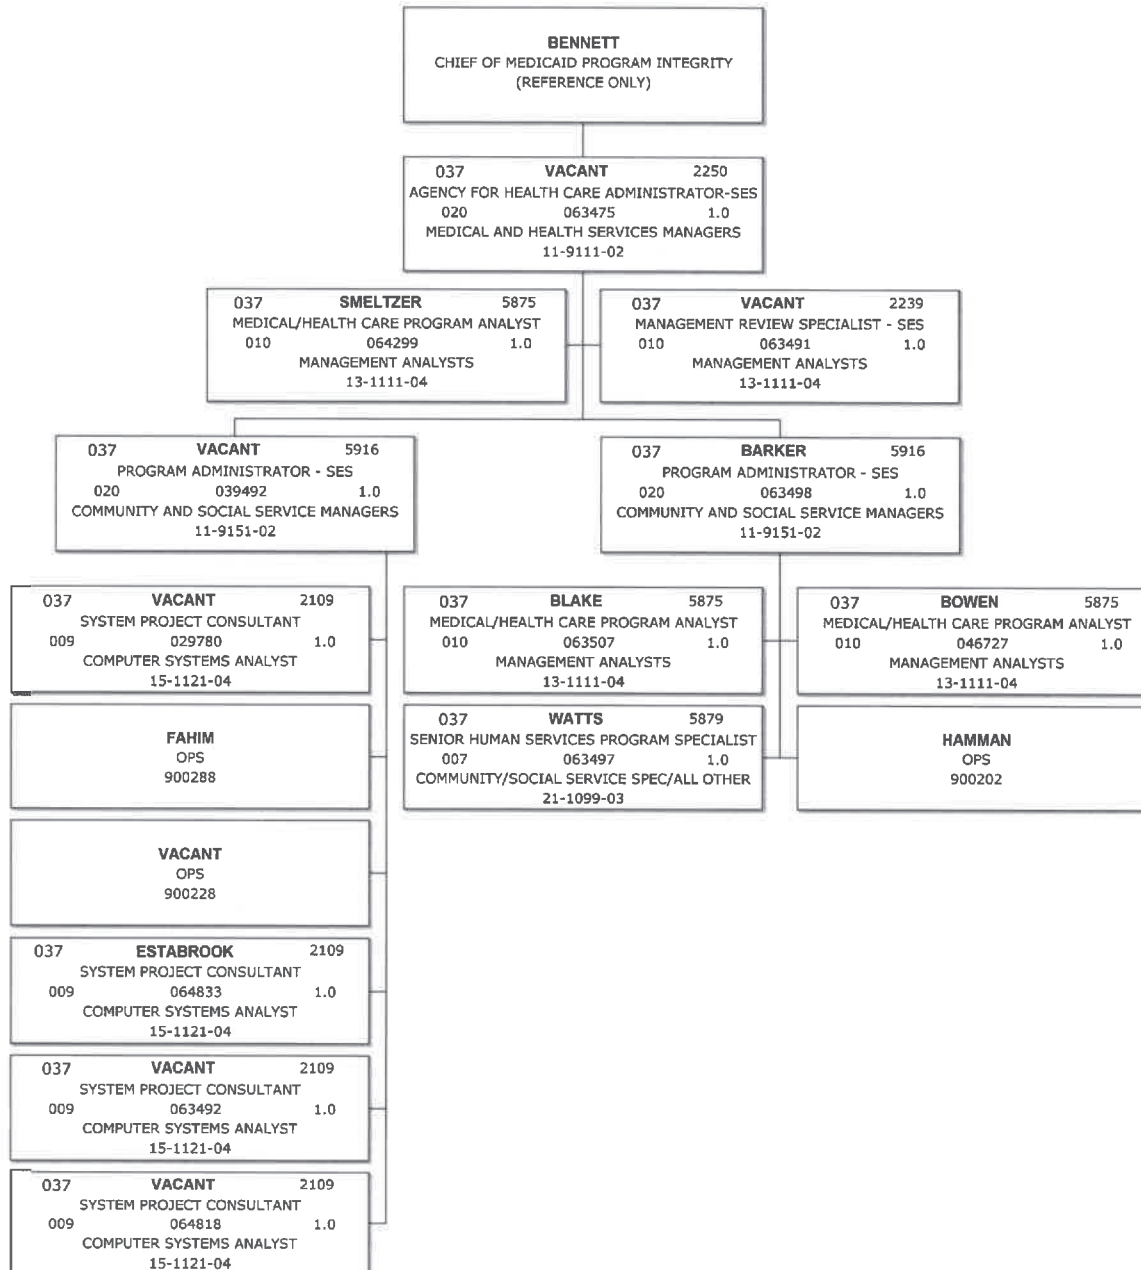 BENNETT
CHIEF OF MEDICAID PROGRAM INTEGRITY
(REFERENCE ONLY)
037 VACANT 2250
AGENCY FOR HEALTH CARE ADMINISTRATOR-SES
020 063475 1.0
MEDICAL AND HEALTH SERVICES MANAGERS
11-9111-02
037 SMELTZER 5875
MEDICAL/HEALTH CARE PROGRAM ANALYST
010 064299 1.0
MANAGEMENT ANALYSTS
13-1111-04
037 VACANT 2239
MANAGEMENT REVIEW SPECIALIST - SES
010 063491 1.0
MANAGEMENT ANALYSTS
13-1111-04
037 VACANT 5916
PROGRAM ADMINISTRATOR - SES
020 039492 1.0
COMMUNITY AND SOCIAL SERVICE MANAGERS
11-9151-02
037 BARKER 5916
PROGRAM ADMINISTRATOR - SES
020 063498 1.0
COMMUNITY AND SOCIAL SERVICE MANAGERS
11-9151-02
037 VACANT 2109
SYSTEM PROJECT CONSULTANT
009 029780 1.0
COMPUTER SYSTEMS ANALYST
15-1121-04
037 BLAKE 5875
MEDICAL/HEALTH CARE PROGRAM ANALYST
010 063507 1.0
MANAGEMENT ANALYSTS
13-1111-04
037 BOWEN 5875
MEDICAL/HEALTH CARE PROGRAM ANALYST
010 046727 1.0
MANAGEMENT ANALYSTS
13-1111-04
FAHIM
OPS
900288
037 WATTS 5879
SENIOR HUMAN SERVICES PROGRAM SPECIALIST
007 063497 1.0
COMMUNITY/SOCIAL SERVICE SPEC/ALL OTHER
21-1099-03
HAMMAN
OPS
900202
VACANT
OPS
900228
037 ESTABROOK 2109
SYSTEM PROJECT CONSULTANT
009 064833 1.0
COMPUTER SYSTEMS ANALYST
15-1121-04
037 VACANT 2109
SYSTEM PROJECT CONSULTANT
009 063492 1.0
COMPUTER SYSTEMS ANALYST
15-1121-04
037 VACANT 2109
SYSTEM PROJECT CONSULTANT
009 064818 1.0
COMPUTER SYSTEMS ANALYST
15-1121-04